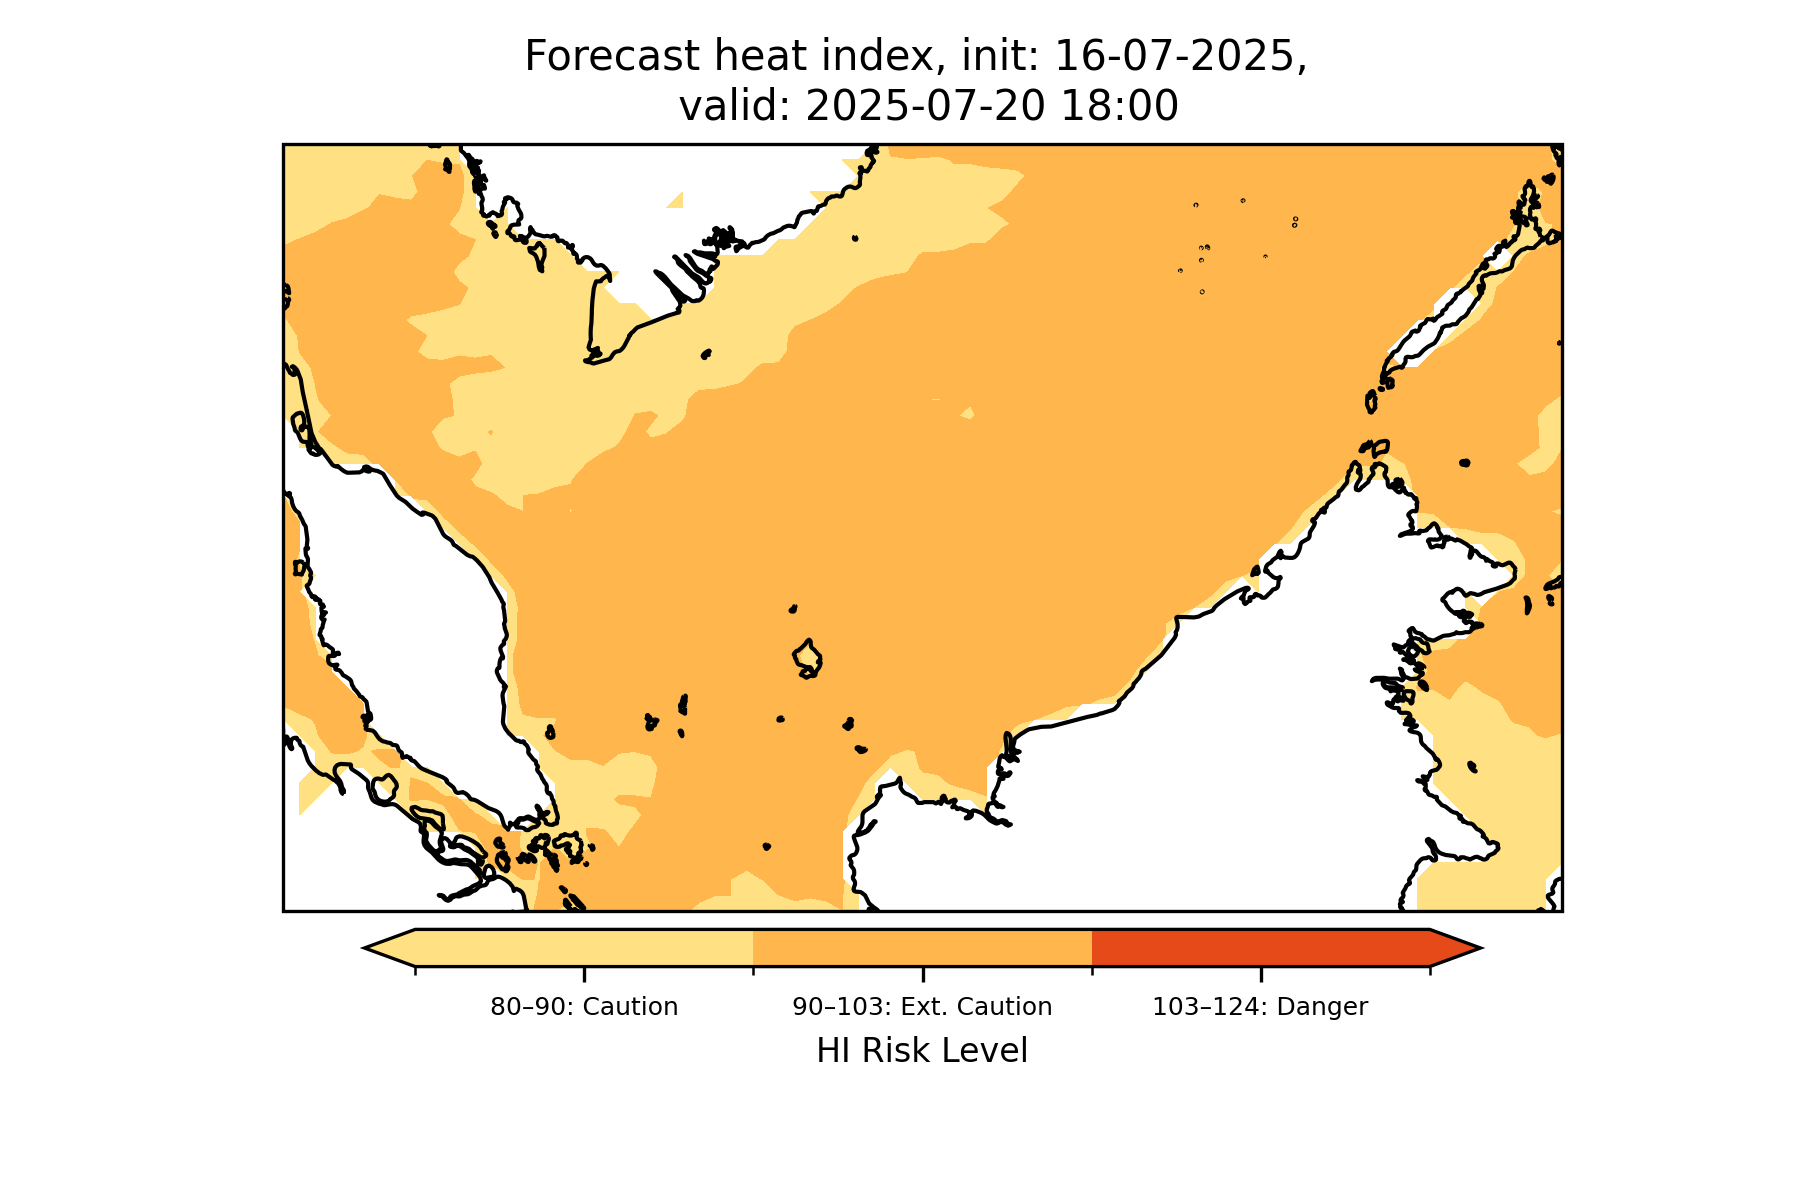 Forecast heat index, init: 16-07-2025,
valid: 2025-07-20 18:00
80–90: Caution
90–103: Ext. Caution
103–124: Danger
HI Risk Level